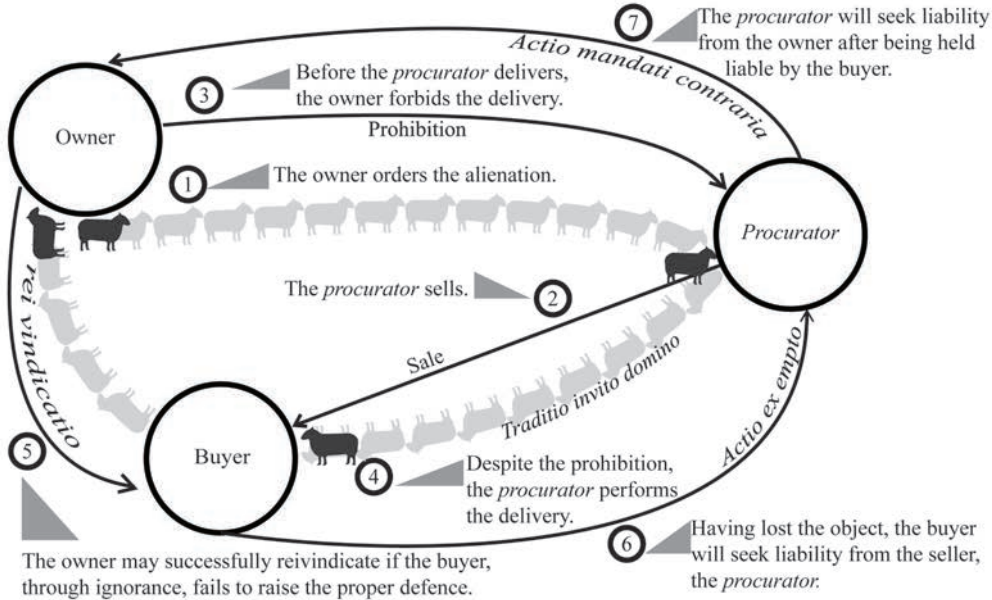 7
The procurator will seek liability
from the owner after being held
liable by the buyer.
Actio mandati contraria
3
Before the procurator delivers,
the owner forbids the delivery.
Owner
Prohibition
1
The owner orders the alienation.
Procurator
The procurator sells.
2
rei vindicatio
Sale
Traditio invito domino
Actio ex empto
5
Buyer
4
Despite the prohibition,
the procurator performs
the delivery.
6
Having lost the object, the buyer
will seek liability from the seller,
the procurator.
The owner may successfully reivindicate if the buyer,
through ignorance, fails to raise the proper defence.